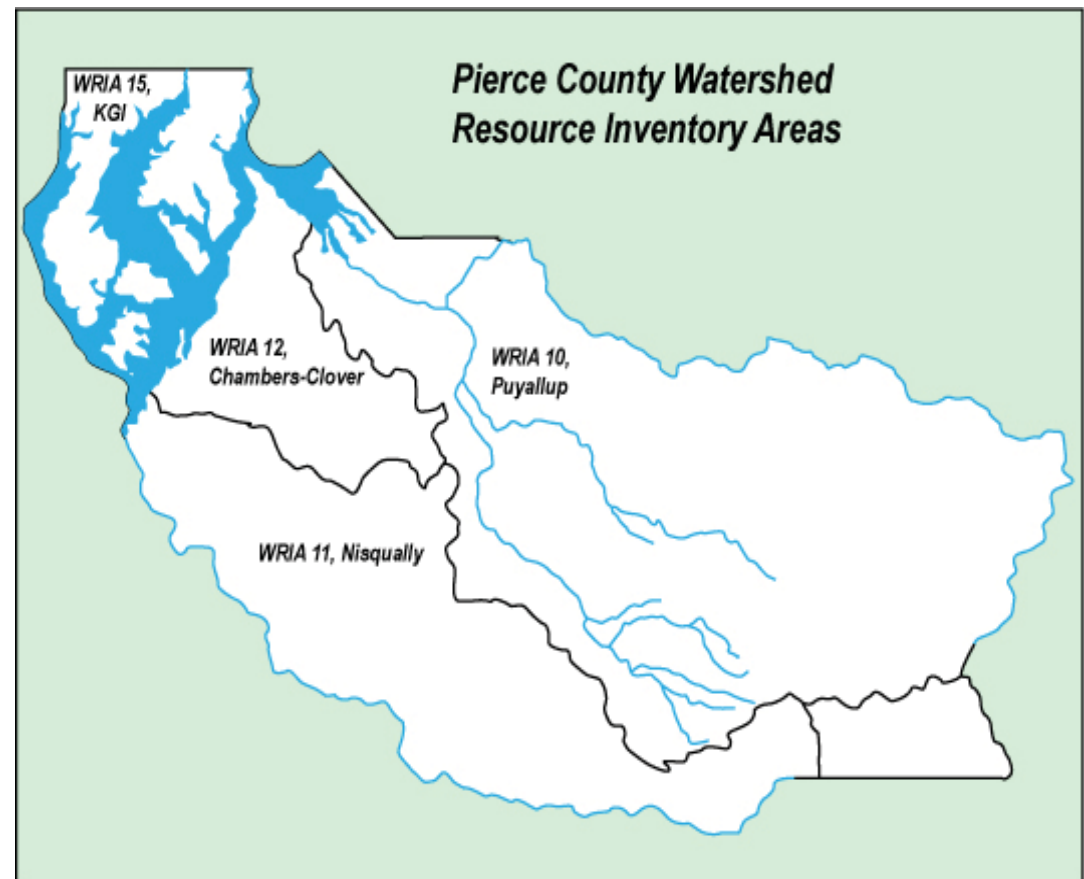 Pierce County Watershed
Resource Inventory Areas
WRIA 15,
KGI
WRIA 12,
Chambers-Clover
WRIA 10,
Puyallup
WRIA 11, Nisqually